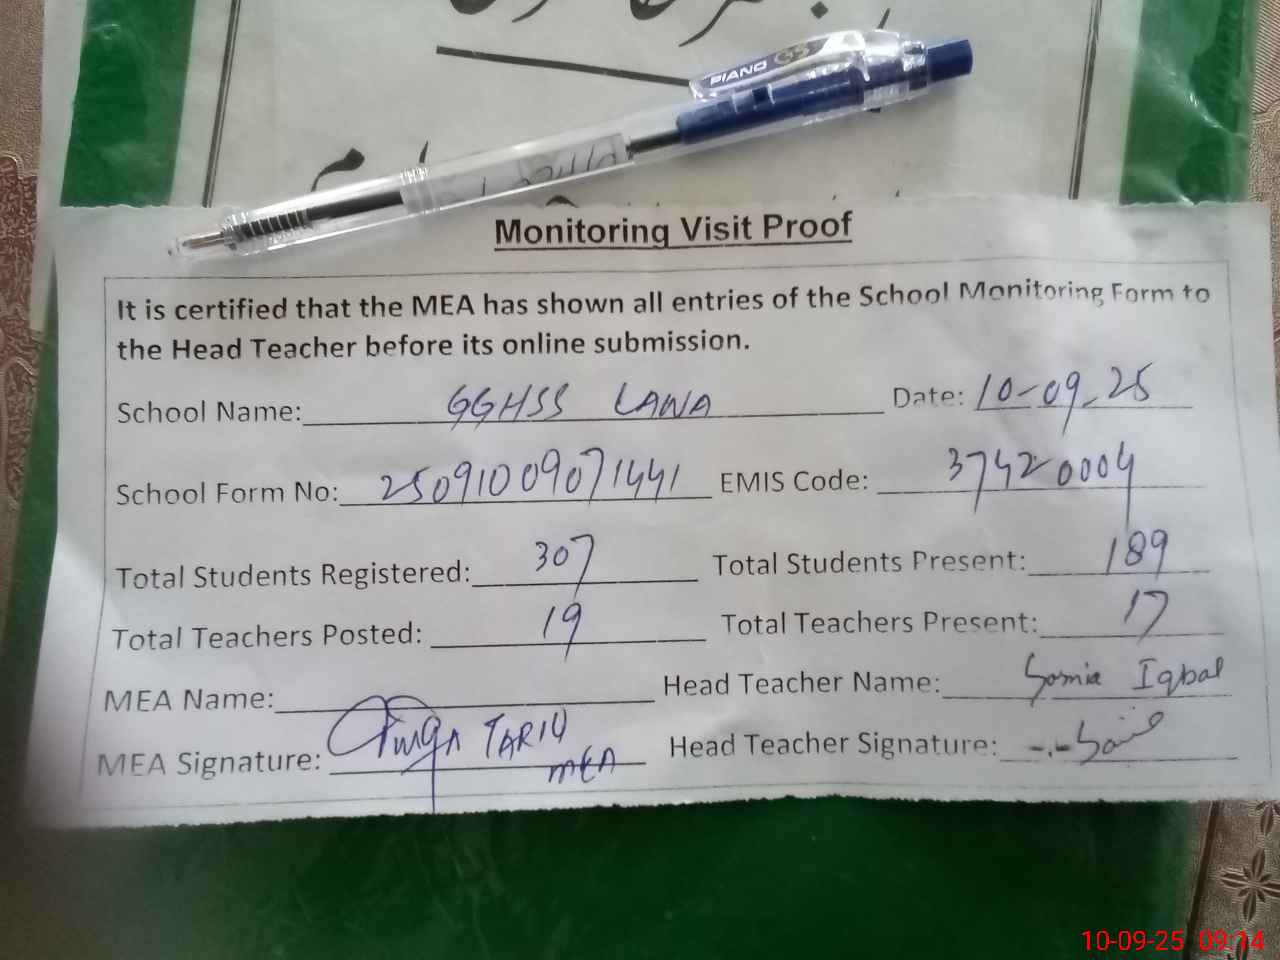 PIANO
Monitoring Visit Proof
It is certified that the MEA has shown all entries of the School Monitoring Form to
the Head Teacher before its online submission.
School Name: GGHSS LAWA Date: 10-09-25
School Form No: 25091009071441 EMIS Code: 37420004
Total Students Registered: 307 Total Students Present: 189
Total Teachers Posted: 19 Total Teachers Present: 17
MEA Name: Head Teacher Name: Somia Iqbal
MEA Signature: TARIQ MEA Head Teacher Signature:
10-09-25 09:14